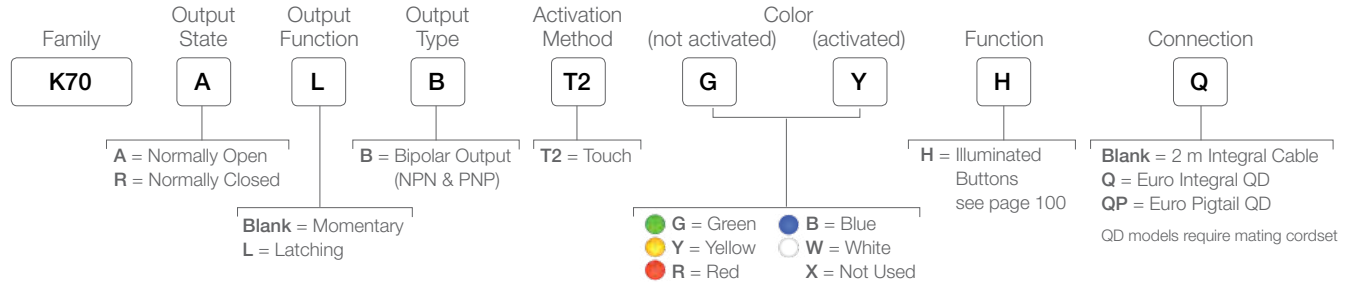 Family
Output
State
Output
Function
Output
Type
Activation
Method
Color
(not activated)
(activated)
Function
Connection
K70
A
L
B
T2
G
Y
H
Q
A = Normally Open
R = Normally Closed
Blank = Momentary
L = Latching
B = Bipolar Output
(NPN & PNP)
T2 = Touch
G = Green
Y = Yellow
R = Red
B = Blue
W = White
X = Not Used
H = Illuminated
Buttons
see page 100
Blank = 2 m Integral Cable
Q = Euro Integral QD
QP = Euro Pigtail QD
QD models require mating cordset